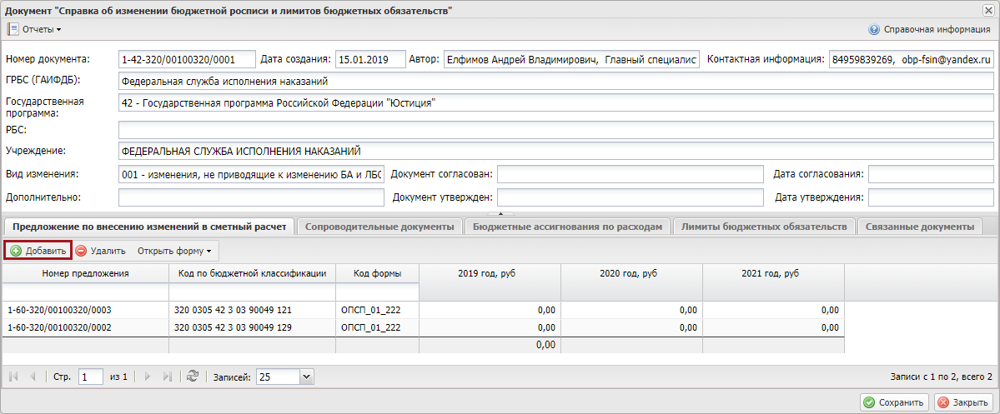 Документ "Справка об изменении бюджетной росписи и лимитов бюджетных обязательств"
Отчеты Справочная информация
Номер документа: 1-42-320/00100320/0001 Дата создания: 15.01.2019 Автор: Елфимов Андрей Владимирович, Главный специалис Контактная информация: 84959839269, obp-fsin@yandex.ru
ГРБС (ГАИФДБ): Федеральная служба исполнения наказаний
Государственная программа: 42 - Государственная программа Российской Федерации "Юстиция"
РБС:
Учреждение: ФЕДЕРАЛЬНАЯ СЛУЖБА ИСПОЛНЕНИЯ НАКАЗАНИЙ
Вид изменения: 001 - изменения, не приводящие к изменению БА и ЛБО Документ согласован: Дата согласования:
Дополнительно: Документ утвержден: Дата утверждения:
Предложение по внесению изменений в сметный расчет Сопроводительные документы Бюджетные ассигнования по расходам Лимиты бюджетных обязательств Связанные документы
Добавить Удалить Открыть форму
Номер предложения Код по бюджетной классификации Код формы 2019 год, руб 2020 год, руб 2021 год, руб
1-60-320/00100320/0003 320 0305 42 3 03 90049 121 ОПСП_01_222 0,00 0,00 0,00
1-60-320/00100320/0002 320 0305 42 3 03 90049 129 ОПСП_01_222 0,00 0,00 0,00
0,00
Стр. 1 из 1 Записей: 25 Записи с 1 по 2, всего 2
Сохранить Закрыть